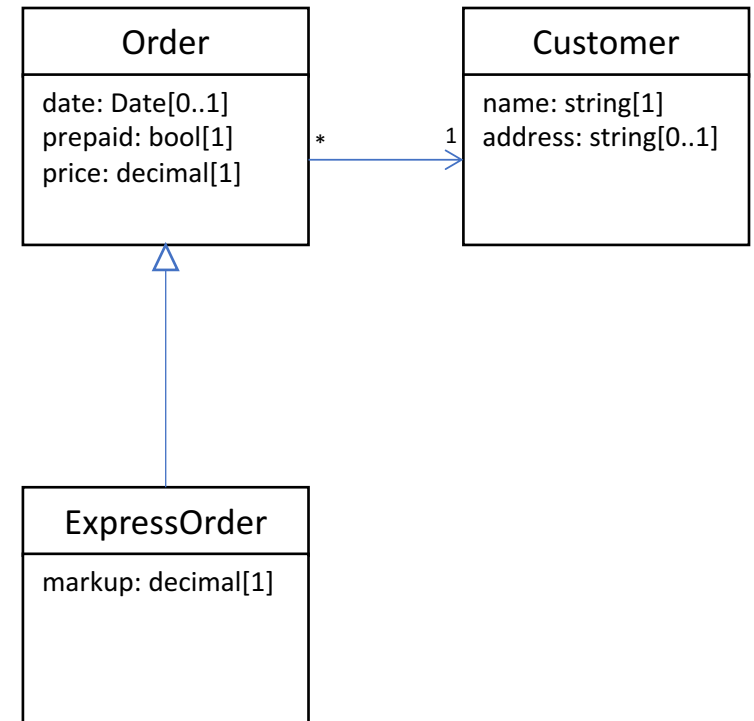 Order
date: Date[0..1]
prepaid: bool[1]
price: decimal[1]
*
1
Customer
name: string[1]
address: string[0..1]
ExpressOrder
markup: decimal[1]